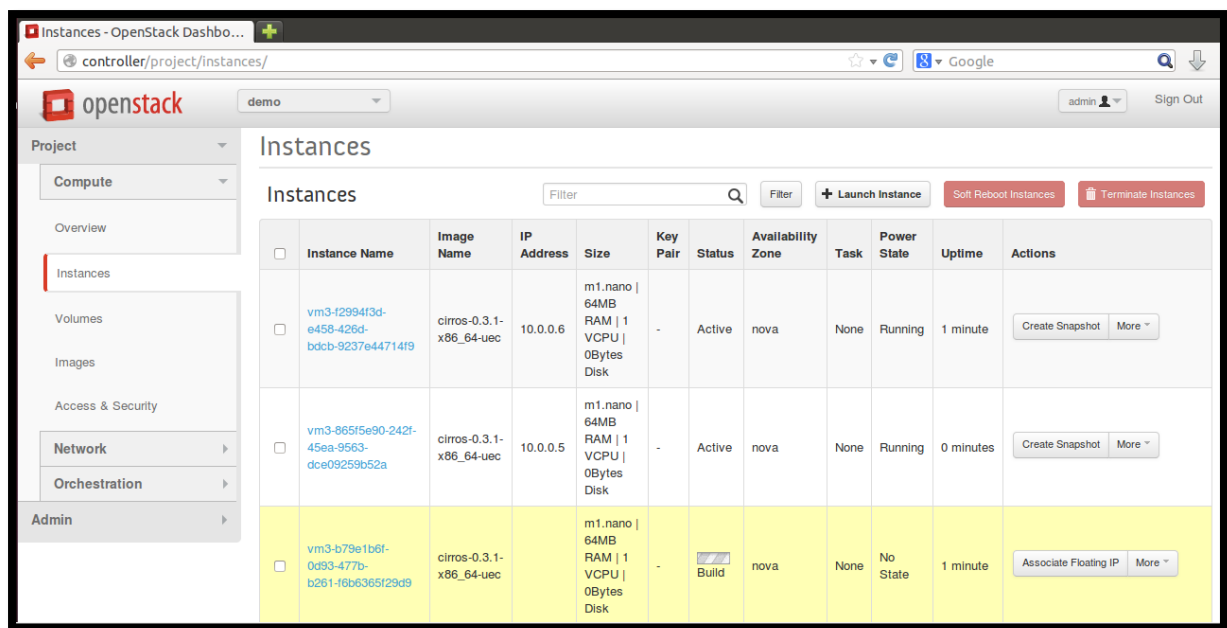 Instances - OpenStack Dashbo...
controller/project/instances/
Google
openstack
demo
admin
Sign Out
Project
Compute
Overview
Instances
Volumes
Images
Access & Security
Network
Orchestration
Admin
Instances
Instances
Filter
Filter
Launch Instance
Soft Reboot Instances
Terminate Instances
Instance Name
Image
Name
IP
Address
Size
Key
Pair
Status
Availability
Zone
Task
Power
State
Uptime
Actions
vm3-f2994f3d-
e458-426d-
bdcb-9237e44714f9
cirros-0.3.1-
x86_64-uec
10.0.0.6
m1.nano |
64MB
RAM | 1
VCPU |
0Bytes
Disk
-
Active
nova
None
Running
1 minute
Create Snapshot
More
vm3-865f5e90-242f-
45ea-9563-
dce09259b52a
cirros-0.3.1-
x86_64-uec
10.0.0.5
m1.nano |
64MB
RAM | 1
VCPU |
0Bytes
Disk
-
Active
nova
None
Running
0 minutes
Create Snapshot
More
vm3-b79e1b6f-
0d93-477b-
b261-f6b6365f29d9
cirros-0.3.1-
x86_64-uec
m1.nano |
64MB
RAM | 1
VCPU |
0Bytes
Disk
-
Build
nova
None
No
State
1 minute
Associate Floating IP
More